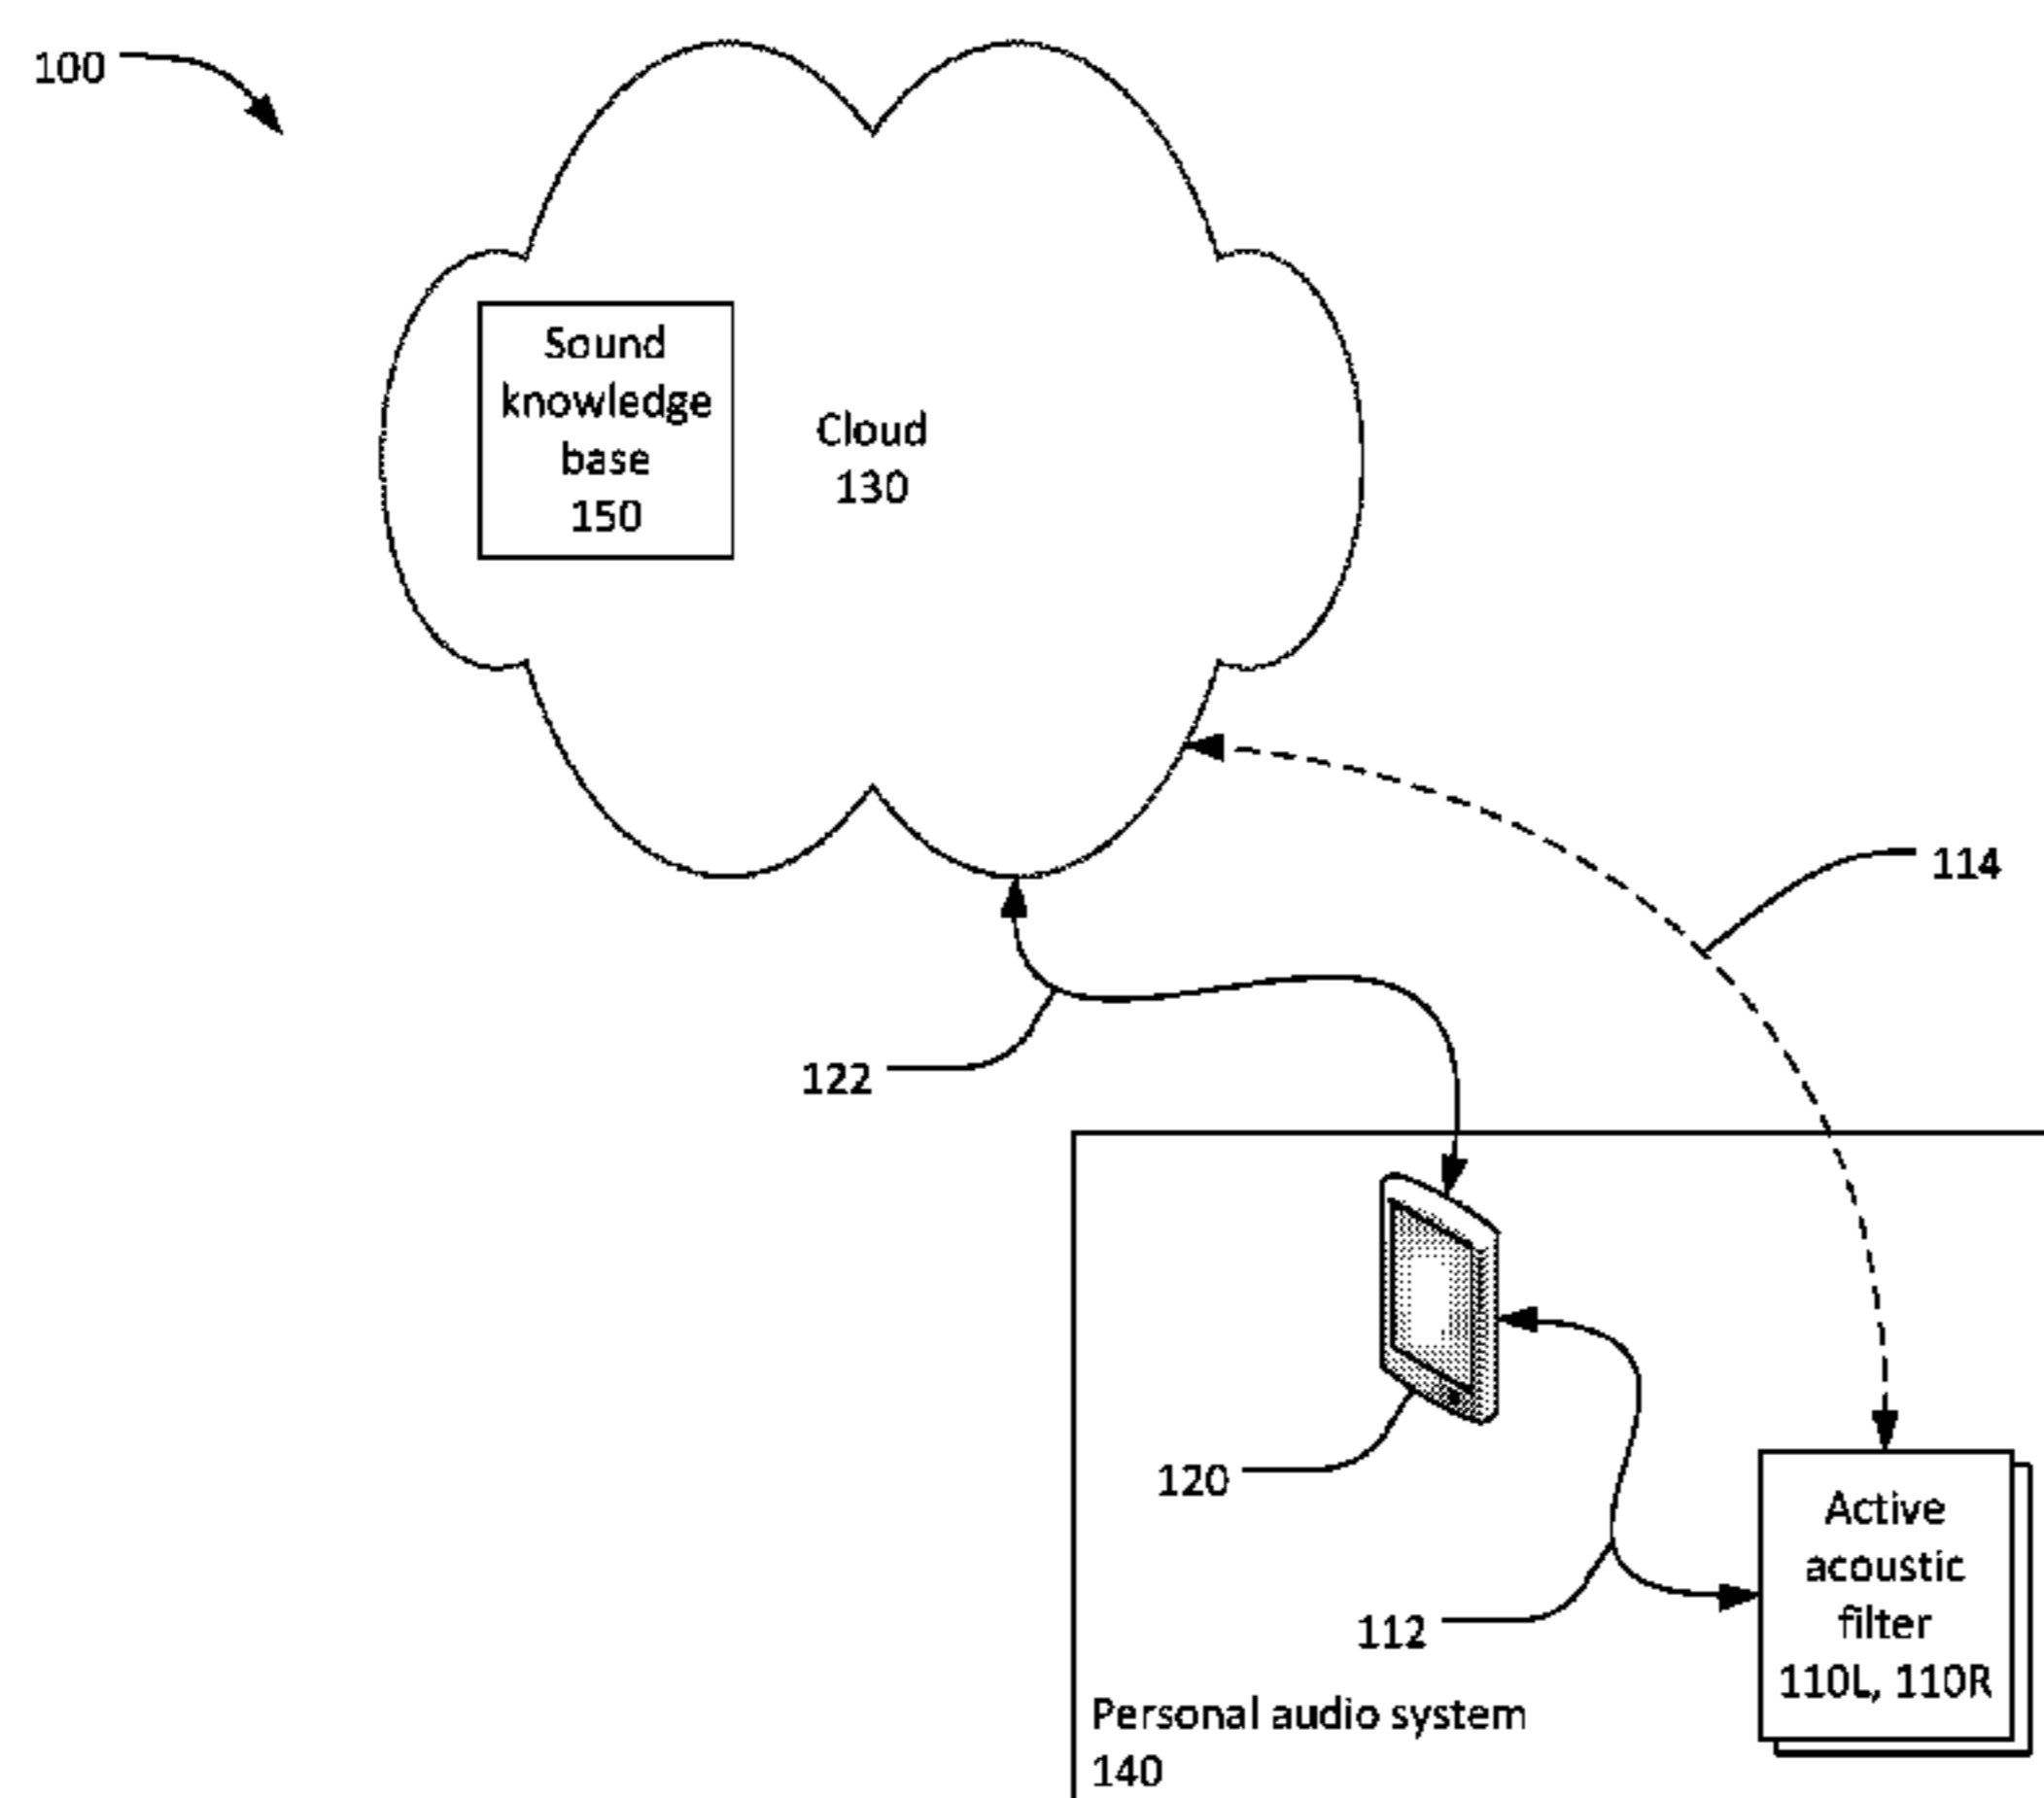 100
Sound
knowledge
base
150
Cloud
130
114
122
120
Active
acoustic
filter
110L, 110R
112
Personal audio system
140